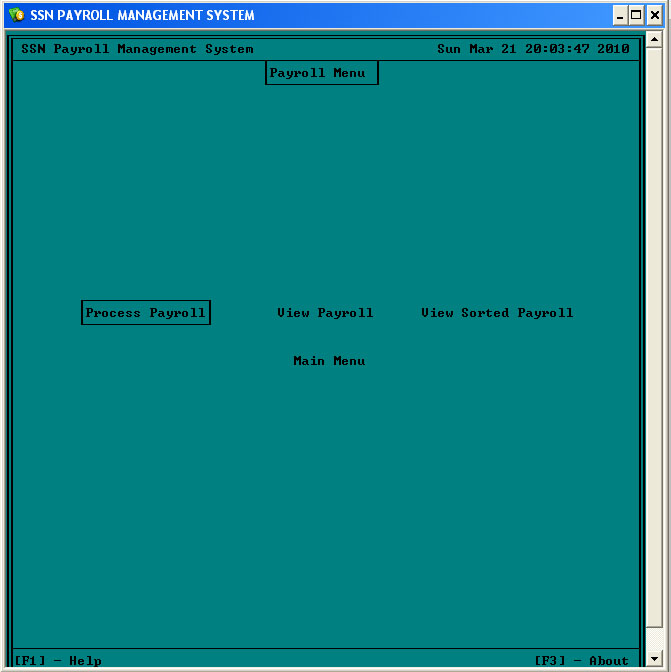 SSN PAYROLL MANAGEMENT SYSTEM
SSN Payroll Management System Sun Mar 21 20:03:47 2010
Payroll Menu
Process Payroll View Payroll View Sorted Payroll
Main Menu
[F1] - Help [F3] - About